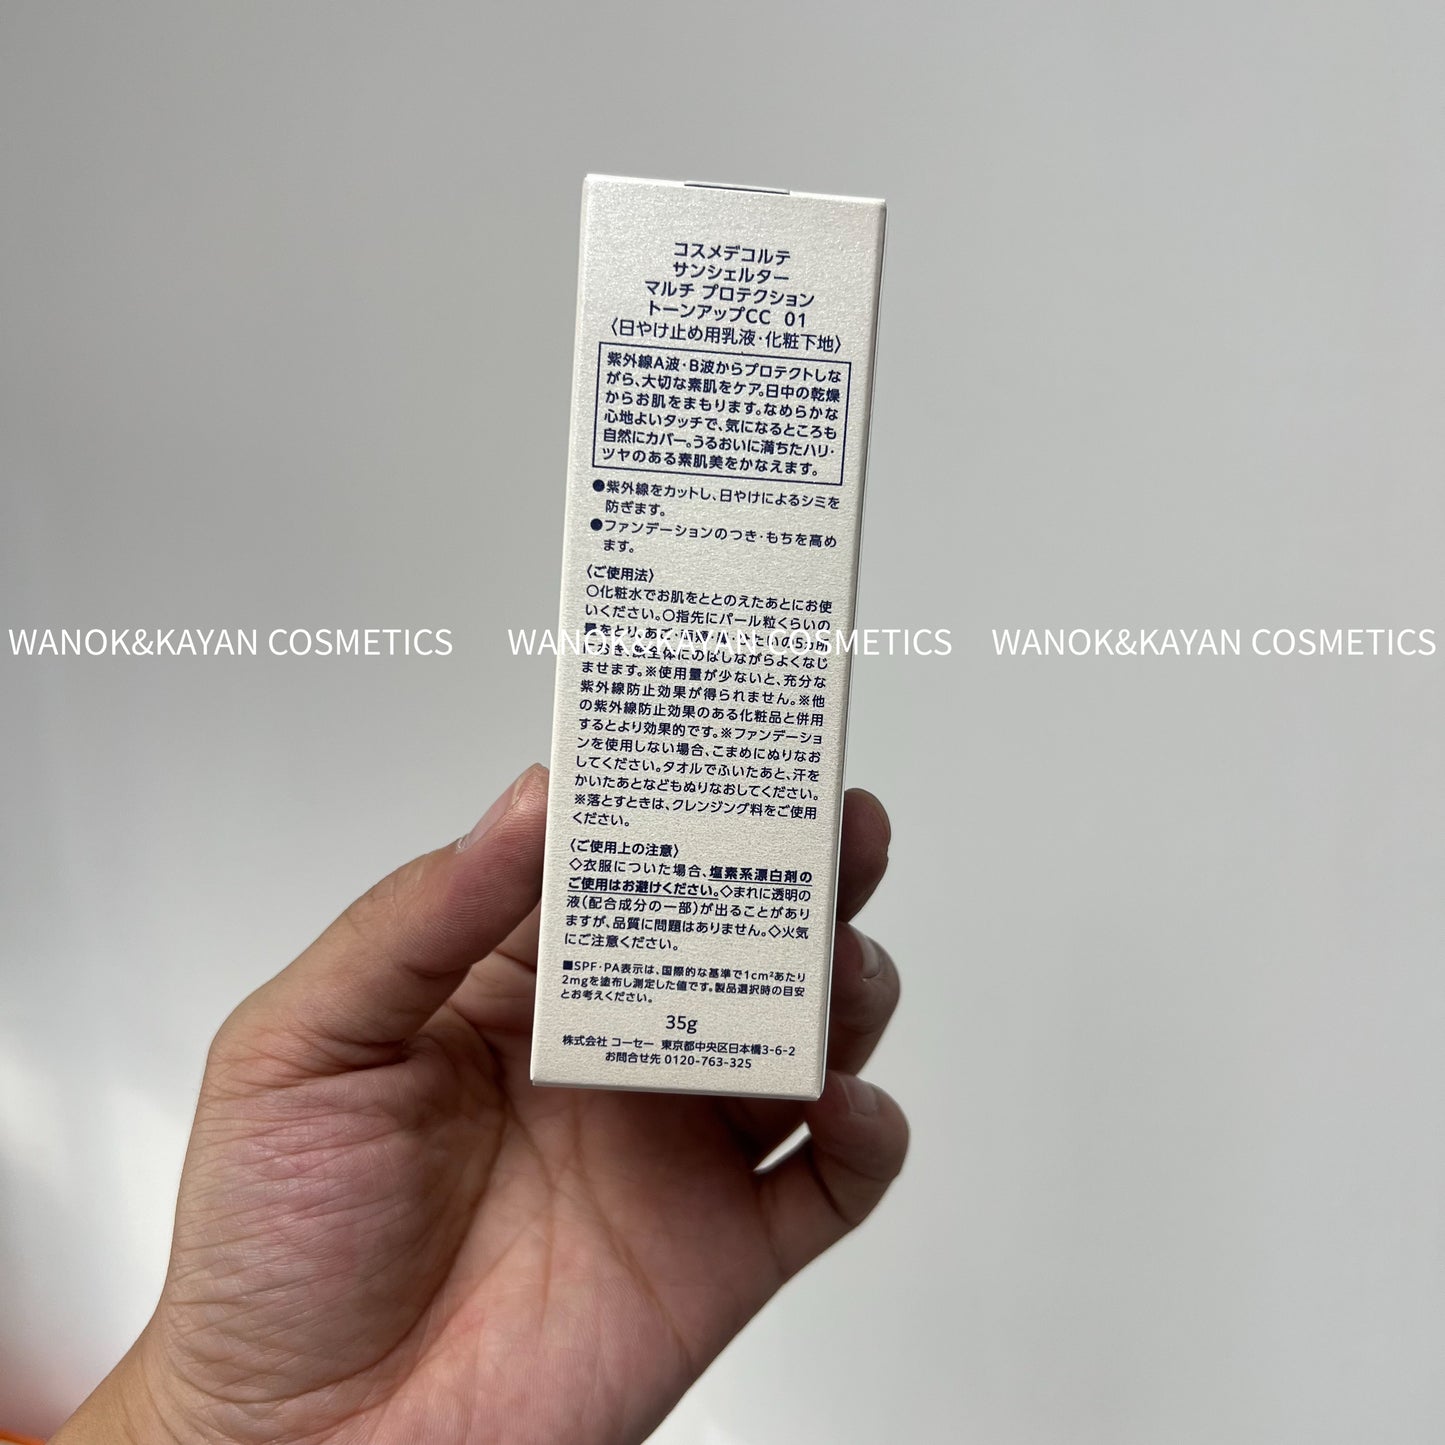 コスメデコルテ
サンシェルター
マルチ プロテクション
トーンアップCC 01
〈日やけ止め用乳液・化粧下地〉
紫外線A波・B波からプロテクトしな
がら、大切な素肌をケア。日中の乾燥
からお肌をまもります。なめらかな
心地よいタッチで、気になるところも
自然にカバー。うるおいに満ちたハリ・
ツヤのある素肌美をかなえます。
●紫外線をカットし、日やけによるシミを
防ぎます。
●ファンデーションのつき・もちを高め
ます。
〈ご使用法〉
○化粧水でお肌をととのえたあとにお使
いください。○指先にパール粒くらいの
量をとり、あご・
WANOK&KAYAN COSMETICS WANOK&KAYAN COSMETICS WANOK&KAYAN COSMETICS
におき、顔全体にのばしながらよくなじ
ませます。※使用量が少ないと、充分な
紫外線防止効果が得られません。※他
の紫外線防止効果のある化粧品と併用
するとより効果的です。※ファンデーショ
ンを使用しない場合、こまめにぬりなお
してください。タオルでふいたあと、汗を
かいたあとなどもぬりなおしてください。
※落とすときは、クレンジング料をご使用
ください。
〈ご使用上の注意〉
◇衣服についた場合、塩素系漂白剤の
ご使用はお避けください。◇まれに透明の
液(配合成分の一部)が出ることがあり
ますが、品質に問題はありません。◇火気
にご注意ください。
■SPF・PA表示は、国際的な基準で1cm²あたり
2mgを塗布し測定した値です。製品選択時の目安
とお考えください。
35g
株式会社 コーセー 東京都中央区日本橋3-6-2
お問合せ先 0120-763-325